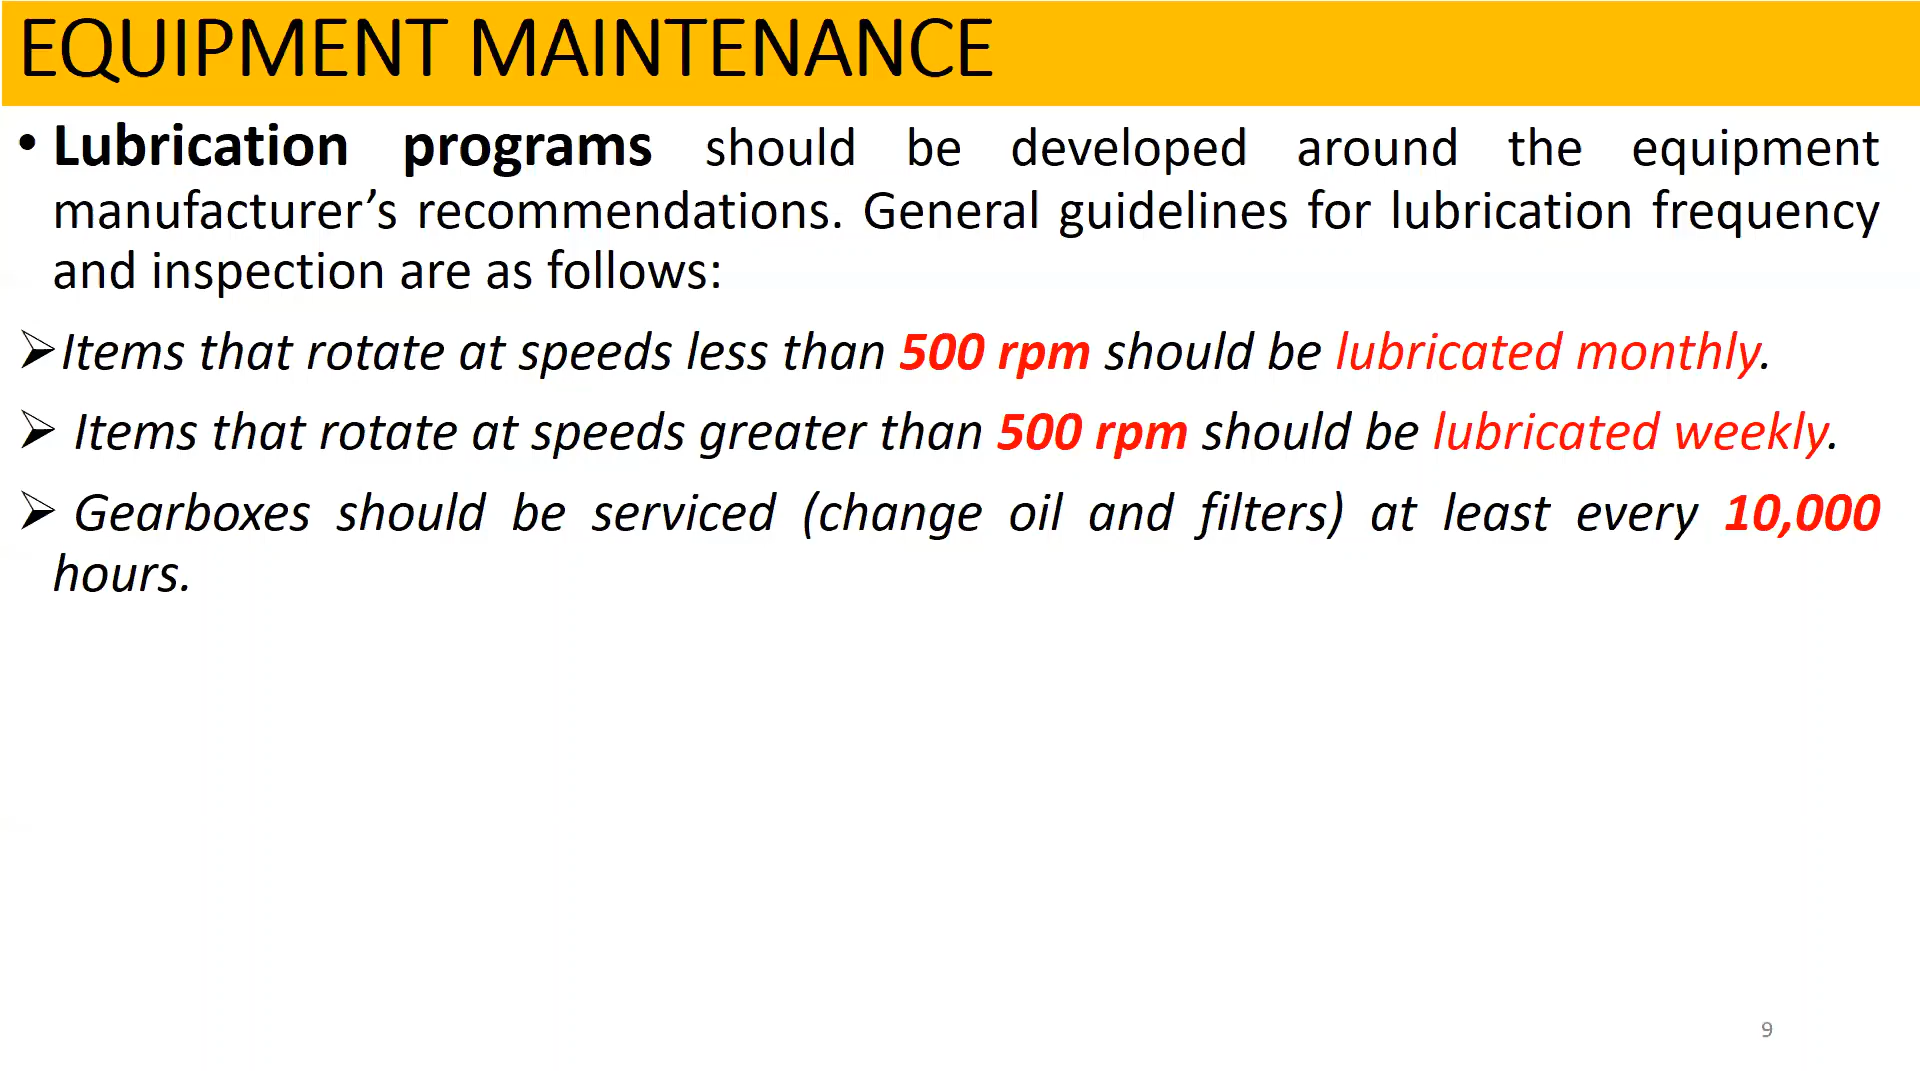 EQUIPMENT MAINTENANCE
• Lubrication programs should be developed around the equipment
manufacturer’s recommendations. General guidelines for lubrication frequency
and inspection are as follows:
➢Items that rotate at speeds less than 500 rpm should be lubricated monthly.
➢ Items that rotate at speeds greater than 500 rpm should be lubricated weekly.
➢ Gearboxes should be serviced (change oil and filters) at least every 10,000
hours.
9